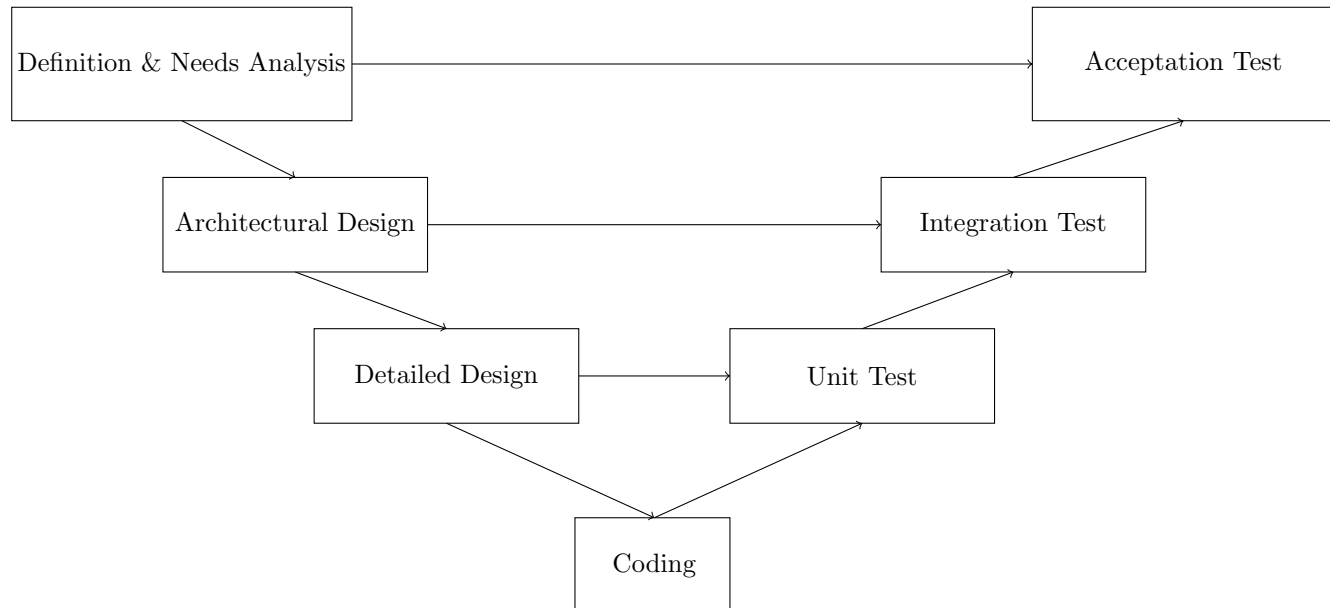 Definition & Needs Analysis
Acceptation Test
Architectural Design
Integration Test
Detailed Design
Unit Test
Coding